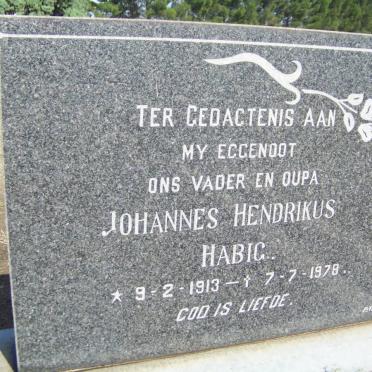 TER GEDACTENIS AAN
MY EGGENOOT
ONS VADER EN OUPA
JOHANNES HENDRIKUS
HABIG..
★ 9-2-1913 – † 7-7-1978..
GOD IS LIEFDE.